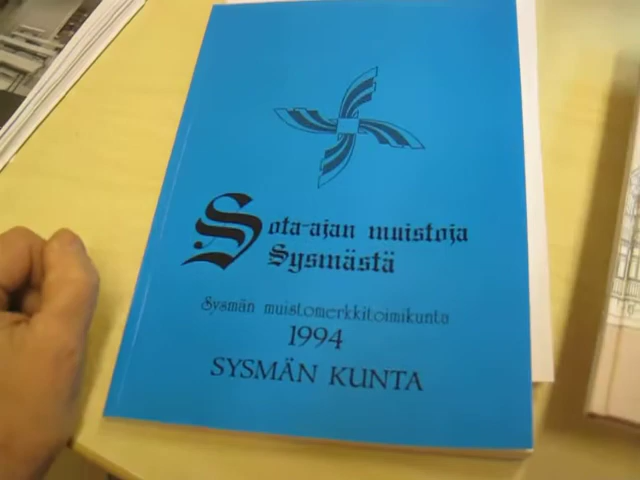 Sota-ajan muistoja
Sysmästä
Sysmän muistomerkkitoimikunta
1994
SYSMÄN KUNTA